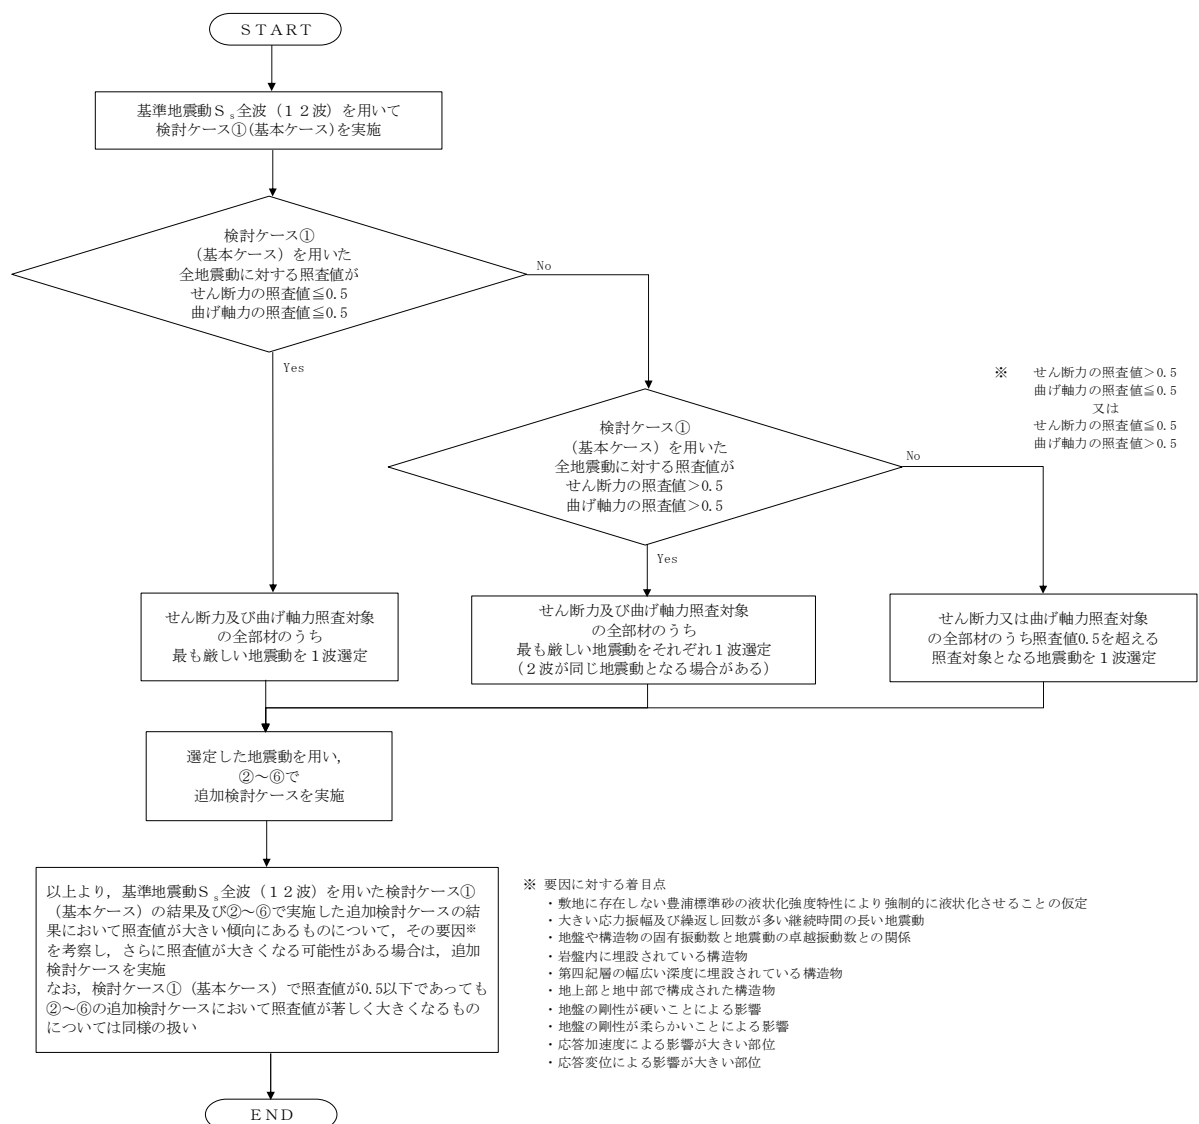 ＳＴＡＲＴ
基準地震動Ｓs全波（１２波）を用いて
検討ケース①(基本ケース)を実施
検討ケース①
（基本ケース）を用いた
全地震動に対する照査値が
せん断力の照査値≦0.5
曲げ軸力の照査値≦0.5
No
Yes
※　せん断力の照査値＞0.5
曲げ軸力の照査値≦0.5
又は
せん断力の照査値≦0.5
曲げ軸力の照査値＞0.5
検討ケース①
（基本ケース）を用いた
全地震動に対する照査値が
せん断力の照査値＞0.5
曲げ軸力の照査値＞0.5
No
Yes
せん断力及び曲げ軸力照査対象
の全部材のうち
最も厳しい地震動を１波選定
せん断力及び曲げ軸力照査対象
の全部材のうち
最も厳しい地震動をそれぞれ１波選定
（２波が同じ地震動となる場合がある）
せん断力又は曲げ軸力照査対象
の全部材のうち照査値0.5を超える
照査対象となる地震動を１波選定
選定した地震動を用い，
②～⑥で
追加検討ケースを実施
以上より，基準地震動Ｓs全波（１２波）を用いた検討ケース①
（基本ケース）の結果及び②～⑥で実施した追加検討ケースの結
果において照査値が大きい傾向にあるものについて，その要因※
を考察し，さらに照査値が大きくなる可能性がある場合は，追加
検討ケースを実施
なお，検討ケース①（基本ケース）で照査値が0.5以下であっても
②～⑥の追加検討ケースにおいて照査値が著しく大きくなるもの
については同様の扱い
※ 要因に対する着目点
・敷地に存在しない豊浦標準砂の液状化強度特性により強制的に液状化させることの仮定
・大きい応力振幅及び繰返し回数が多い継続時間の長い地震動
・地盤や構造物の固有振動数と地震動の卓越振動数との関係
・岩盤内に埋設されている構造物
・第四紀層の幅広い深度に埋設されている構造物
・地上部と地中部で構成された構造物
・地盤の剛性が硬いことによる影響
・地盤の剛性が柔らかいことによる影響
・応答加速度による影響が大きい部位
・応答変位による影響が大きい部位
ＥＮＤ